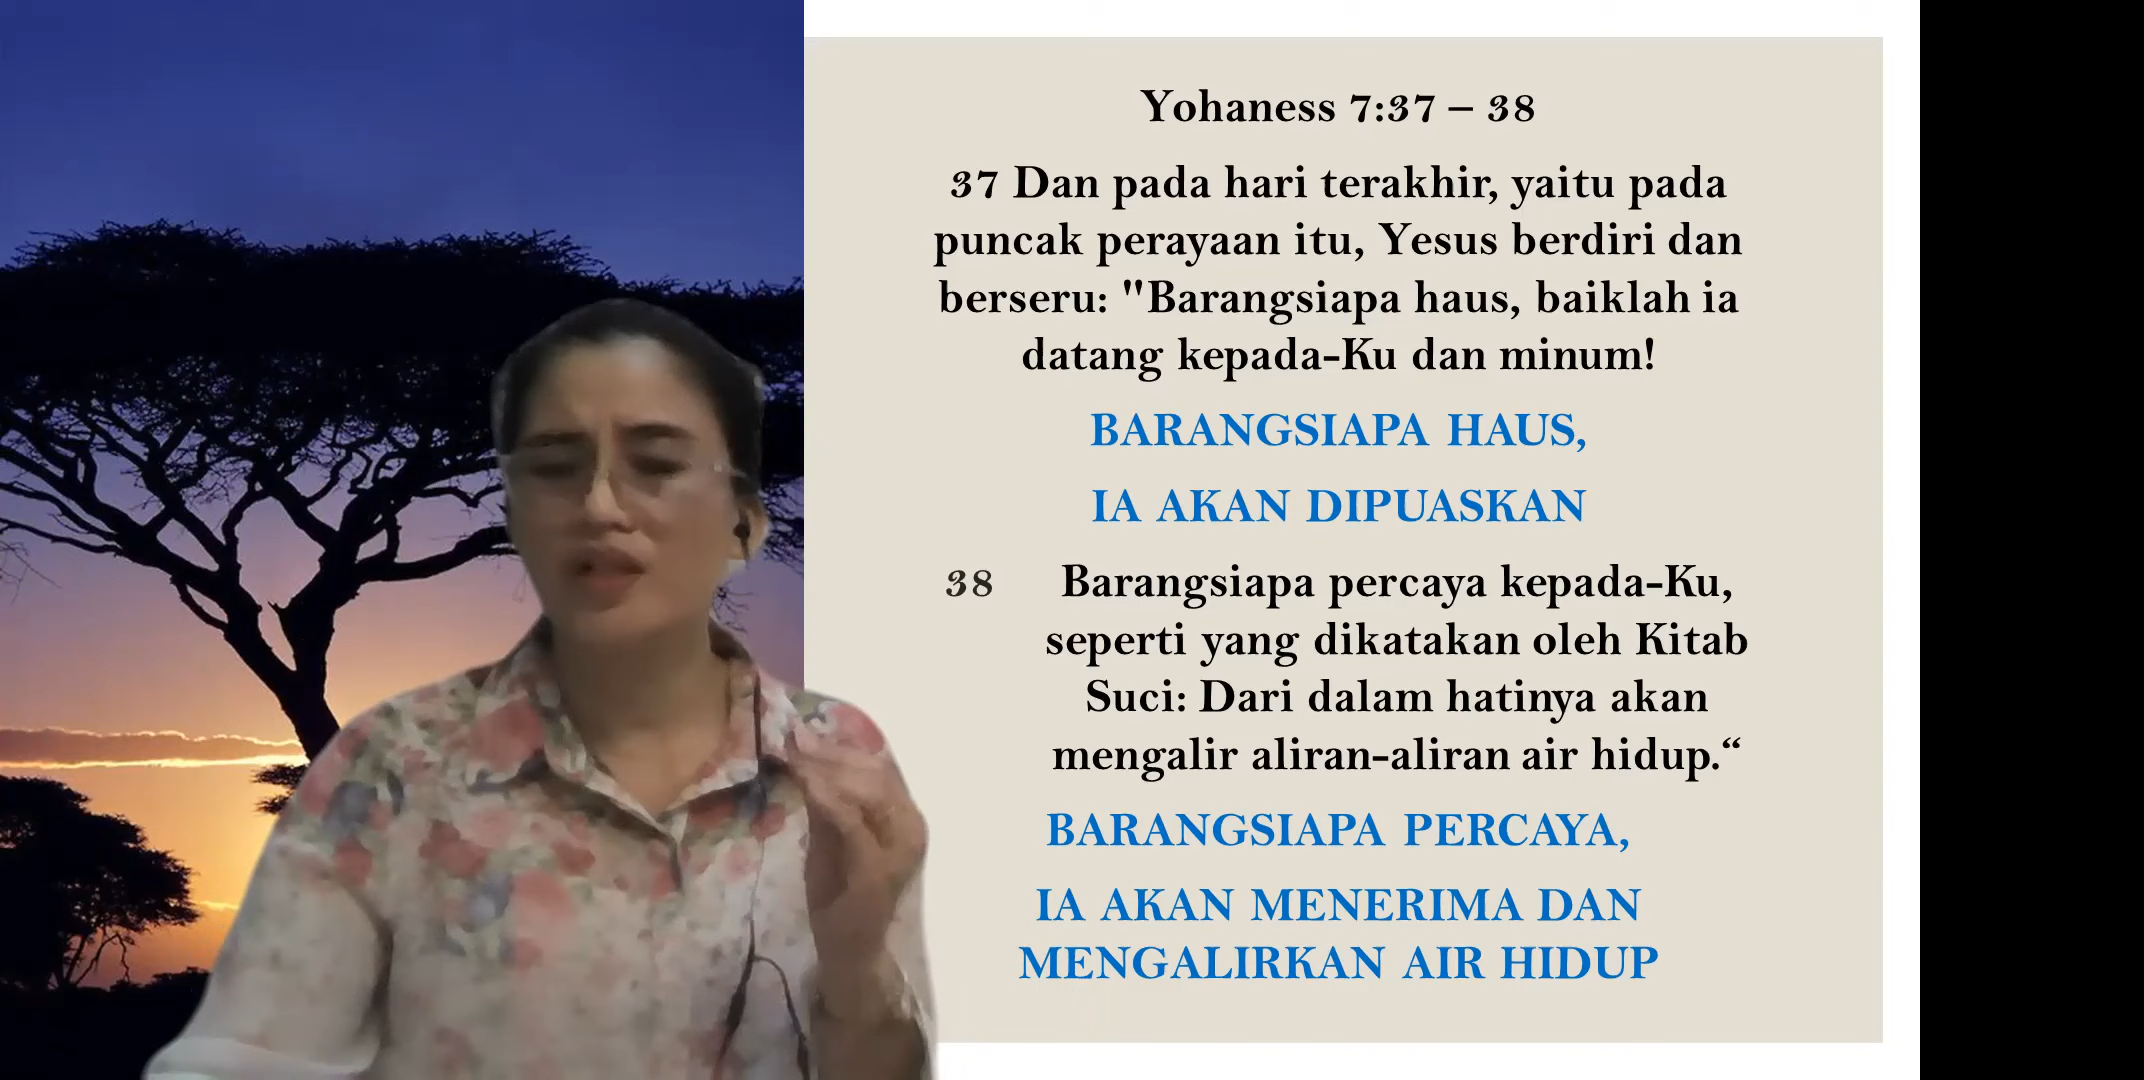 Yohaness 7:37 – 38
37 Dan pada hari terakhir, yaitu pada
puncak perayaan itu, Yesus berdiri dan
berseru: "Barangsiapa haus, baiklah ia
datang kepada-Ku dan minum!
BARANGSIAPA HAUS,
IA AKAN DIPUASKAN
38 Barangsiapa percaya kepada-Ku,
seperti yang dikatakan oleh Kitab
Suci: Dari dalam hatinya akan
mengalir aliran-aliran air hidup.“
BARANGSIAPA PERCAYA,
IA AKAN MENERIMA DAN
MENGALIRKAN AIR HIDUP